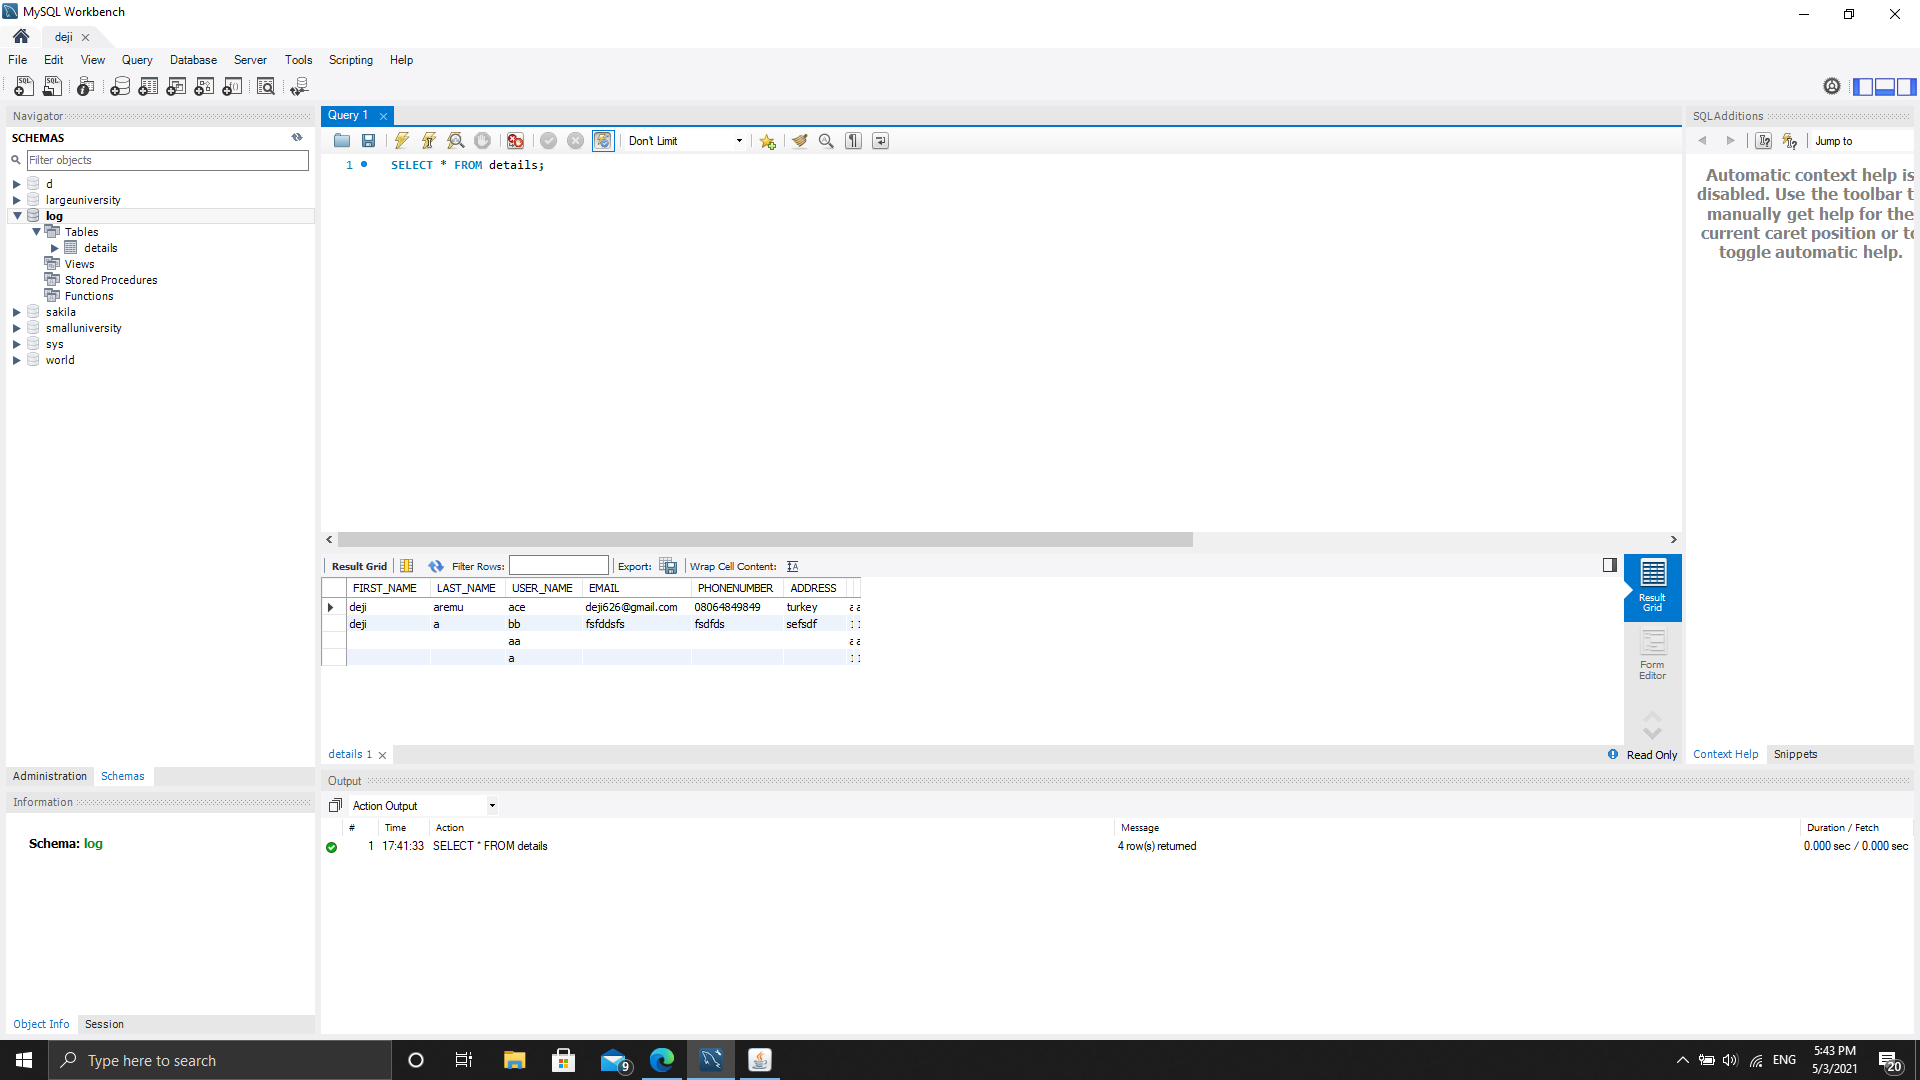 MySQL Workbench
deji
File Edit View Query Database Server Tools Scripting Help
Navigator
SCHEMAS
Filter objects
d
largeuniversity
log
Tables
details
Views
Stored Procedures
Functions
sakila
smalluniversity
sys
world
Administration Schemas
Information
Schema: log
Object Info Session
Query 1
Don't Limit
1 SELECT * FROM details;
Result Grid Filter Rows: Export: Wrap Cell Content:
FIRST_NAME LAST_NAME USER_NAME EMAIL PHONENUMBER ADDRESS
deji aremu ace deji626@gmail.com 08064849849 turkey a a
deji a bb fsfddsfs fsdfds sefsdf 1 1
aa a a
a 1 1
Result
Grid
Form
Editor
details 1
Read Only
Output
Action Output
# Time Action Message Duration / Fetch
1 17:41:33 SELECT * FROM details 4 row(s) returned 0.000 sec / 0.000 sec
SQLAdditions
Jump to
Automatic context help is
disabled. Use the toolbar t
manually get help for the
current caret position or to
toggle automatic help.
Context Help Snippets
Type here to search
9
ENG
5:43 PM
5/3/2021
20